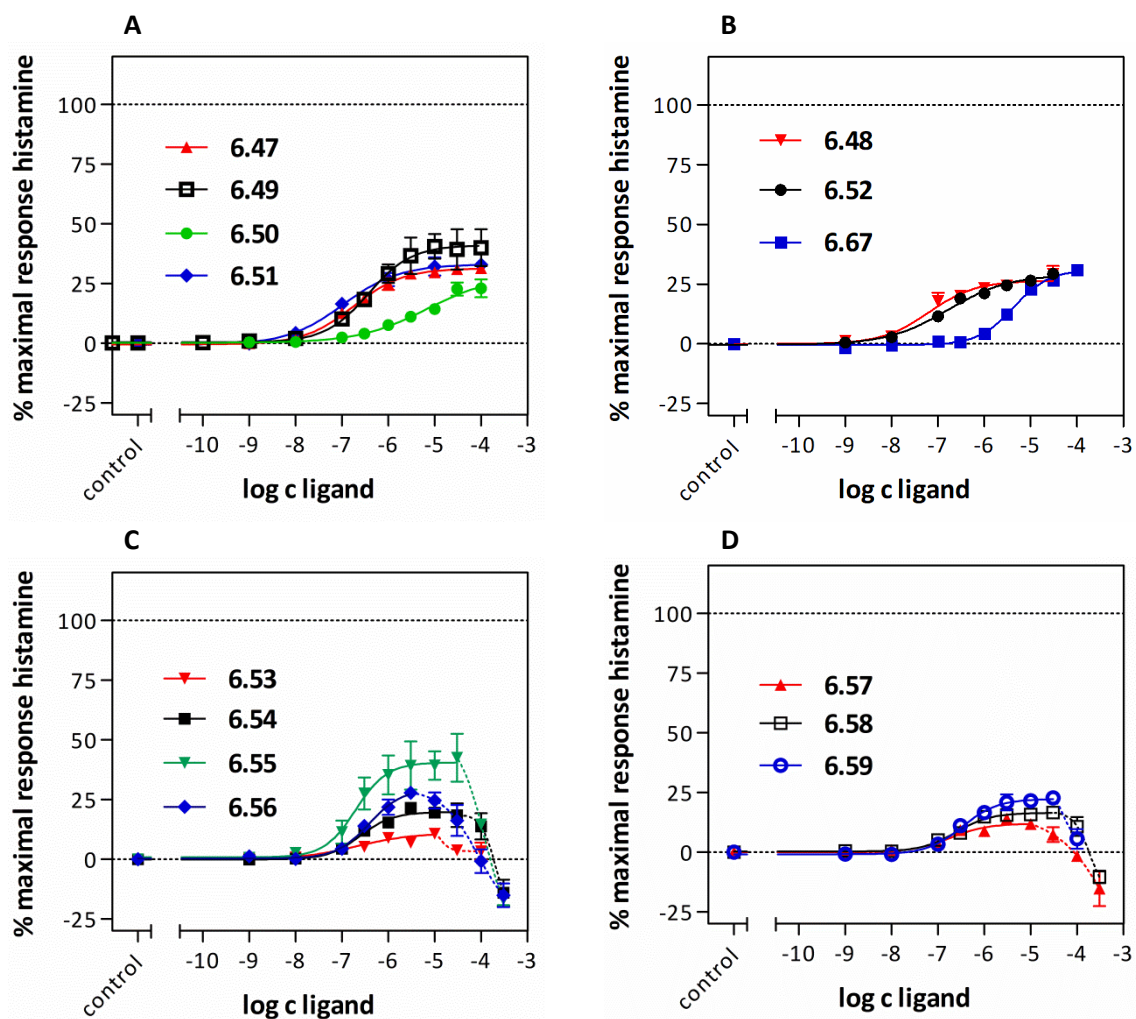 A
% maximal response histamine
100
75
50
25
0
-25
6.47
6.49
6.50
6.51
control
-10 -9 -8 -7 -6 -5 -4 -3
log c ligand
B
% maximal response histamine
100
75
50
25
0
-25
6.48
6.52
6.67
control
-10 -9 -8 -7 -6 -5 -4 -3
log c ligand
C
% maximal response histamine
100
75
50
25
0
-25
6.53
6.54
6.55
6.56
control
-10 -9 -8 -7 -6 -5 -4 -3
log c ligand
D
% maximal response histamine
100
75
50
25
0
-25
6.57
6.58
6.59
control
-10 -9 -8 -7 -6 -5 -4 -3
log c ligand